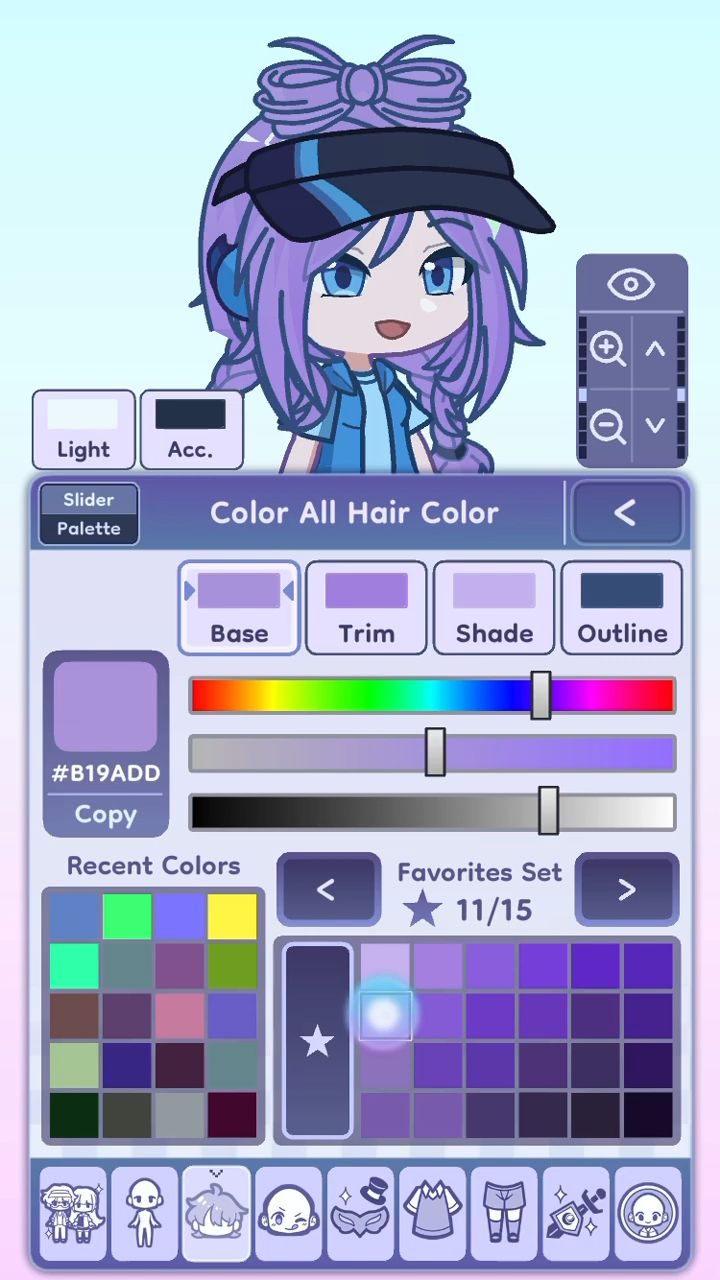 Light
Acc.
Slider
Palette
Color All Hair Color
Base
Trim
Shade
Outline
#B19ADD
Copy
Recent Colors
Favorites Set
11/15